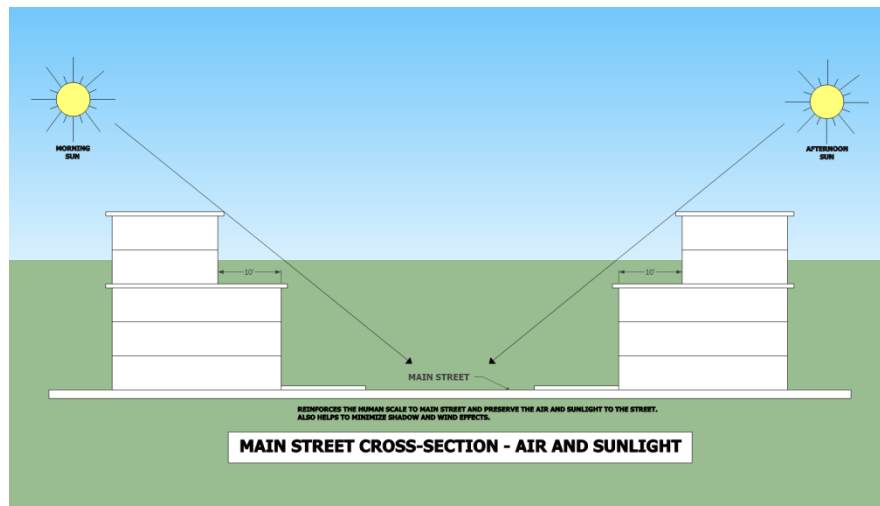 MORNING
SUN
AFTERNOON
SUN
10'
10'
MAIN STREET
REINFORCES THE HUMAN SCALE TO MAIN STREET AND PRESERVE THE AIR AND SUNLIGHT TO THE STREET.
ALSO HELPS TO MINIMIZE SHADOW AND WIND EFFECTS.
MAIN STREET CROSS-SECTION - AIR AND SUNLIGHT